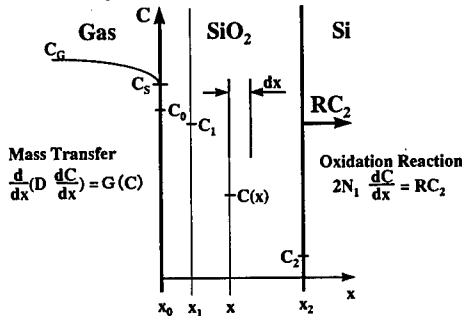 Gas
C
SiO2
Si
CG
CS
C0
C1
dx
RC2
Mass Transfer
d/dx(D dC/dx) = G(C)
Oxidation Reaction
2N1 dC/dx = RC2
C(x)
C2
x0
x1
x
x2
x